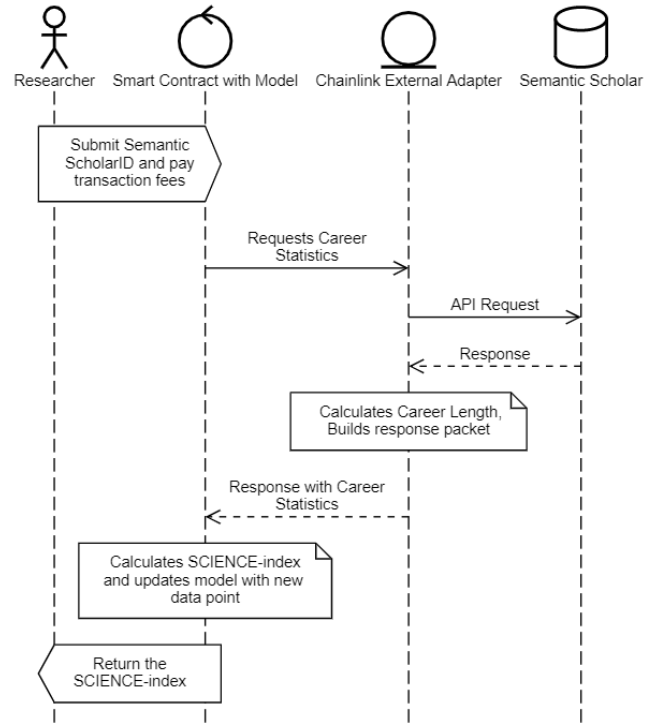 Researcher
Smart Contract with Model
Chainlink External Adapter
Semantic Scholar
Submit Semantic
ScholarID and pay
transaction fees
Requests Career
Statistics
API Request
Response
Calculates Career Length,
Builds response packet
Response with Career
Statistics
Calculates SCIENCE-index
and updates model with new
data point
Return the
SCIENCE-index